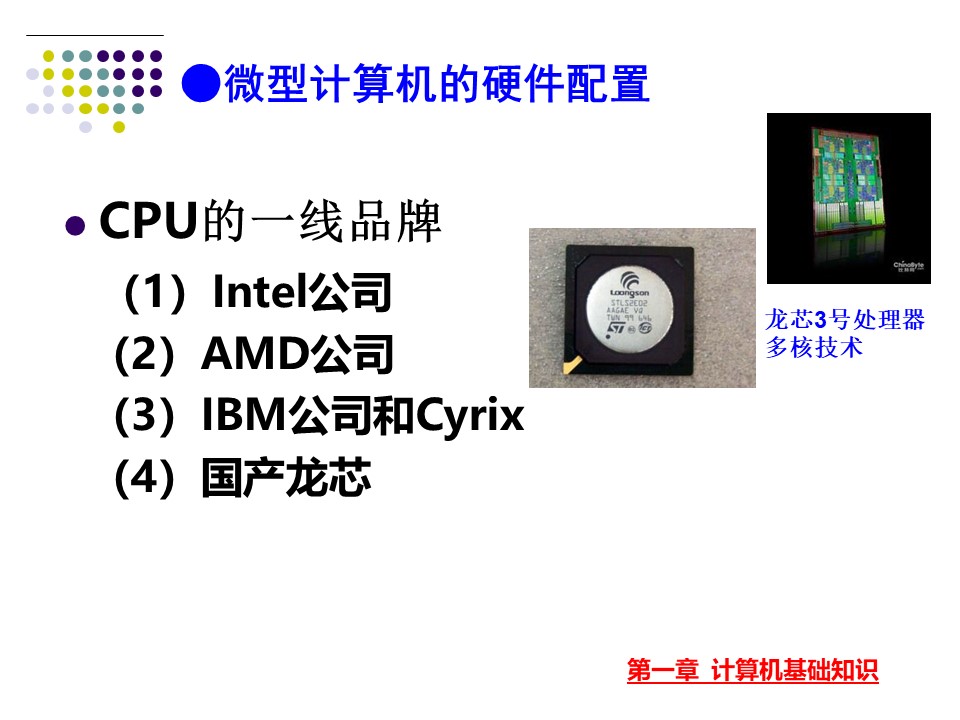 ●微型计算机的硬件配置
● CPU的一线品牌
（1）Intel公司
（2）AMD公司
（3）IBM公司和Cyrix
（4）国产龙芯
Loongson
STLS2E02
AAGAE VQ
TWN 99 646
ST
ChinaByte
比特网
龙芯3号处理器
多核技术
第一章 计算机基础知识